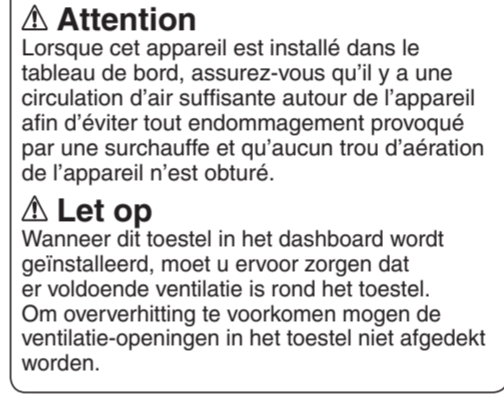 ⚠ Attention
Lorsque cet appareil est installé dans le
tableau de bord, assurez-vous qu'il y a une
circulation d'air suffisante autour de l'appareil
afin d'éviter tout endommagement provoqué
par une surchauffe et qu'aucun trou d'aération
de l'appareil n'est obturé.
⚠ Let op
Wanneer dit toestel in het dashboard wordt
geïnstalleerd, moet u ervoor zorgen dat
er voldoende ventilatie is rond het toestel.
Om oververhitting te voorkomen mogen de
ventilatie-openingen in het toestel niet afgedekt
worden.